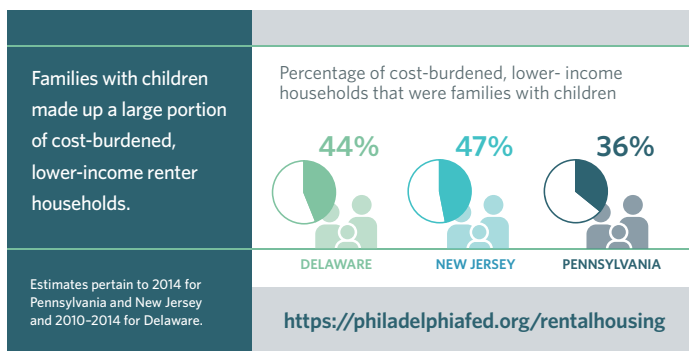 Families with children
made up a large portion
of cost-burdened,
lower-income renter
households.
Estimates pertain to 2014 for
Pennsylvania and New Jersey
and 2010–2014 for Delaware.
Percentage of cost-burdened, lower- income
households that were families with children
44%
47%
36%
DELAWARE
NEW JERSEY
PENNSYLVANIA
https://philadelphiafed.org/rentalhousing